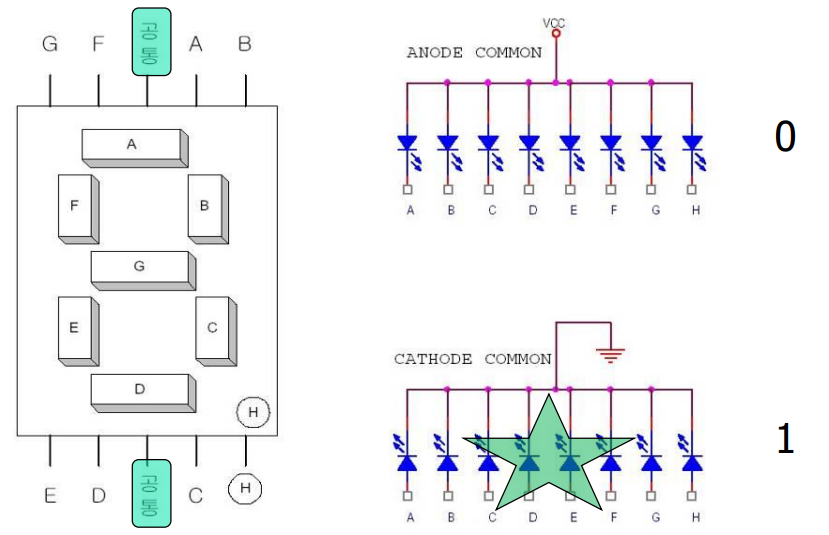 G F 공통 A B
A
F B
G
E C
D
H
E D 공통 C H
VCC
ANODE COMMON
0
A B C D E F G H
CATHODE COMMON
1
A B C D E F G H